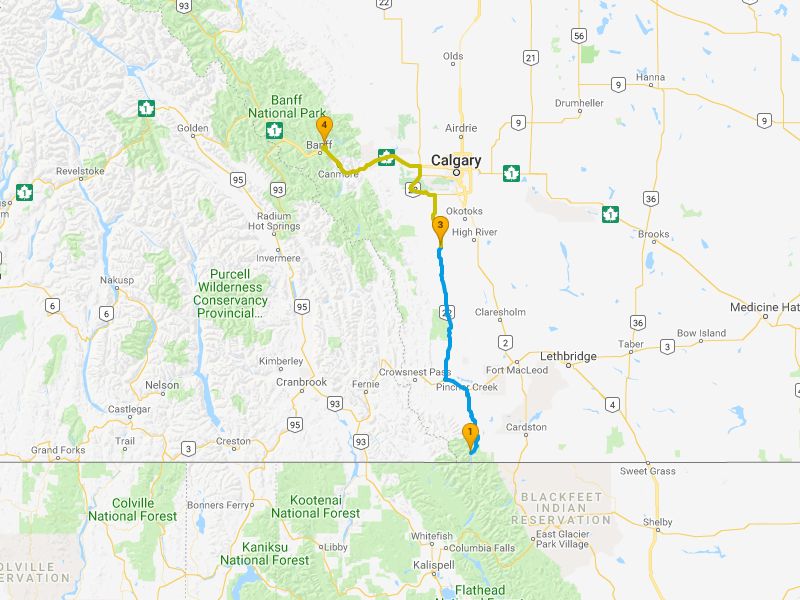 93
22
Olds
56
21
Hanna
9
Drumheller
Banff
National Park
1
4
1
Golden
Banff
Airdrie
9
9
Revelstoke
Canmore
1
Calgary
1
95
93
22
36
1
Radium
Hot Springs
Okotoks
3
High River
1
Brooks
Invermere
Purcell
Wilderness
Conservancy
Provincial...
Nakusp
6
6
95
22
Claresholm
Medicine Hat
36
2
Bow Island
Taber
3
Lethbridge
Kimberley
Crowsnest Pass
Fort MacLeod
Nelson
Cranbrook
Fernie
Pincher Creek
Castlegar
93
4
95
1
Cardston
Grand Forks
Trail
3
Creston
93
Sweet Grass
Colville
National Forest
Bonners Ferry
Kootenai
National Forest
BLACKFEET
INDIAN
RESERVATION
Shelby
Kaniksu
National Forest
Libby
Whitefish
Columbia Falls
East Glacier
Park Village
OLVILLE
ERVATION
Kalispell
Flathead
National Forest